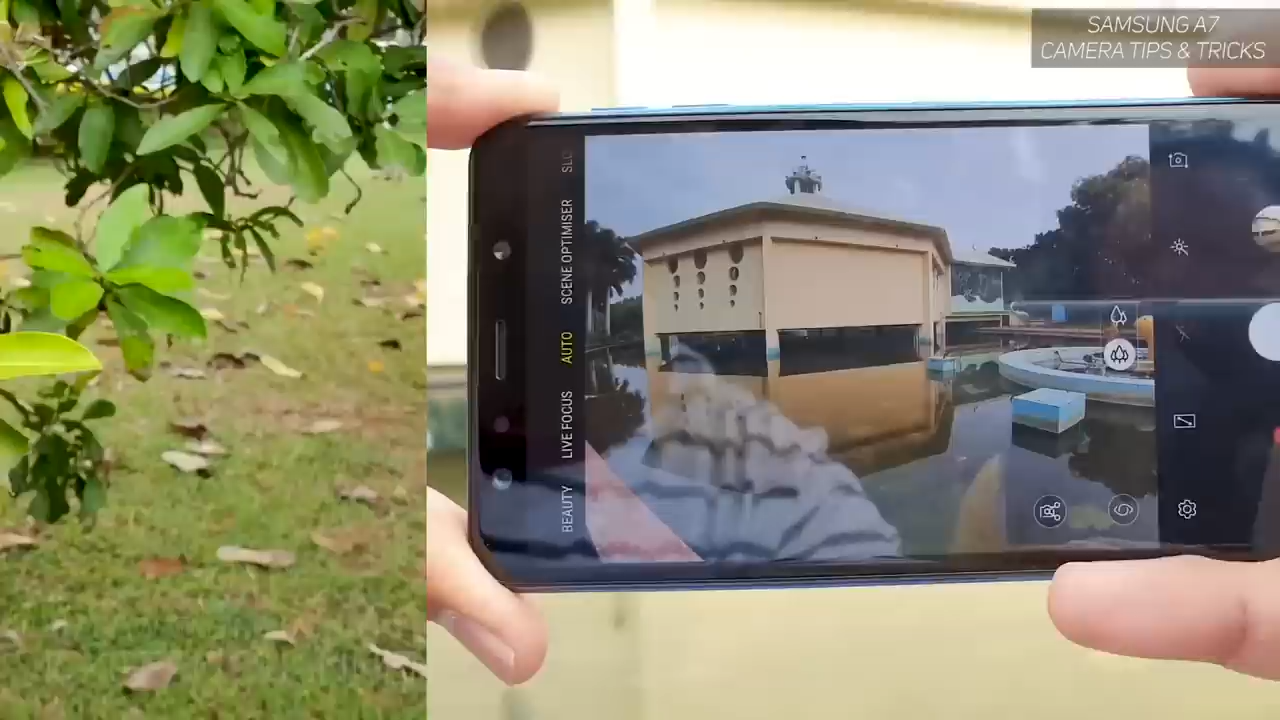 SAMSUNG A7
CAMERA TIPS & TRICKS
SCENE OPTIMISER
AUTO
LIVE FOCUS
BEAUTY